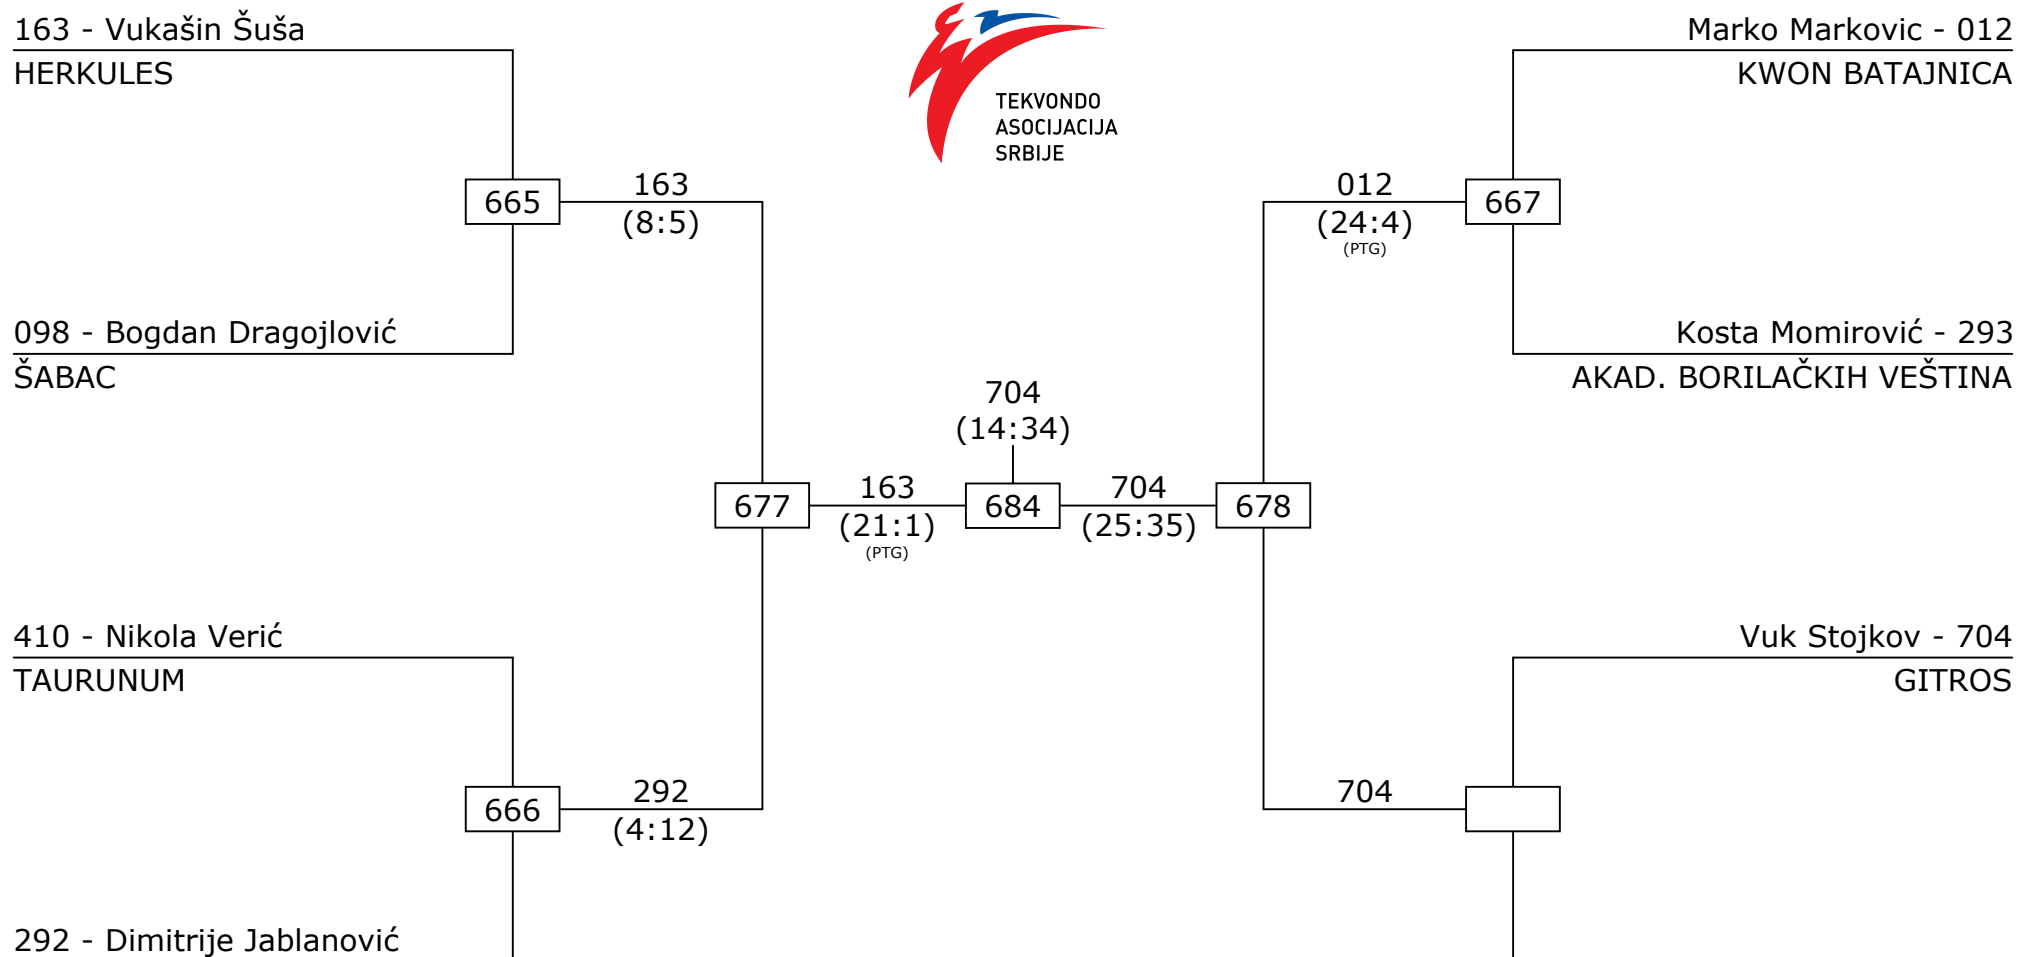 163 - Vukašin Šuša
HERKULES
TEKVONDO
ASOCIJACIJA
SRBIJE
Marko Markovic - 012
KWON BATAJNICA
665
163
(8:5)
012
(24:4)
(PTG)
667
098 - Bogdan Dragojlović
ŠABAC
Kosta Momirović - 293
AKAD. BORILAČKIH VEŠTINA
704
(14:34)
677
163
(21:1)
(PTG)
684
704
(25:35)
678
410 - Nikola Verić
TAURUNUM
Vuk Stojkov - 704
GITROS
666
292
(4:12)
704
292 - Dimitrije Jablanović